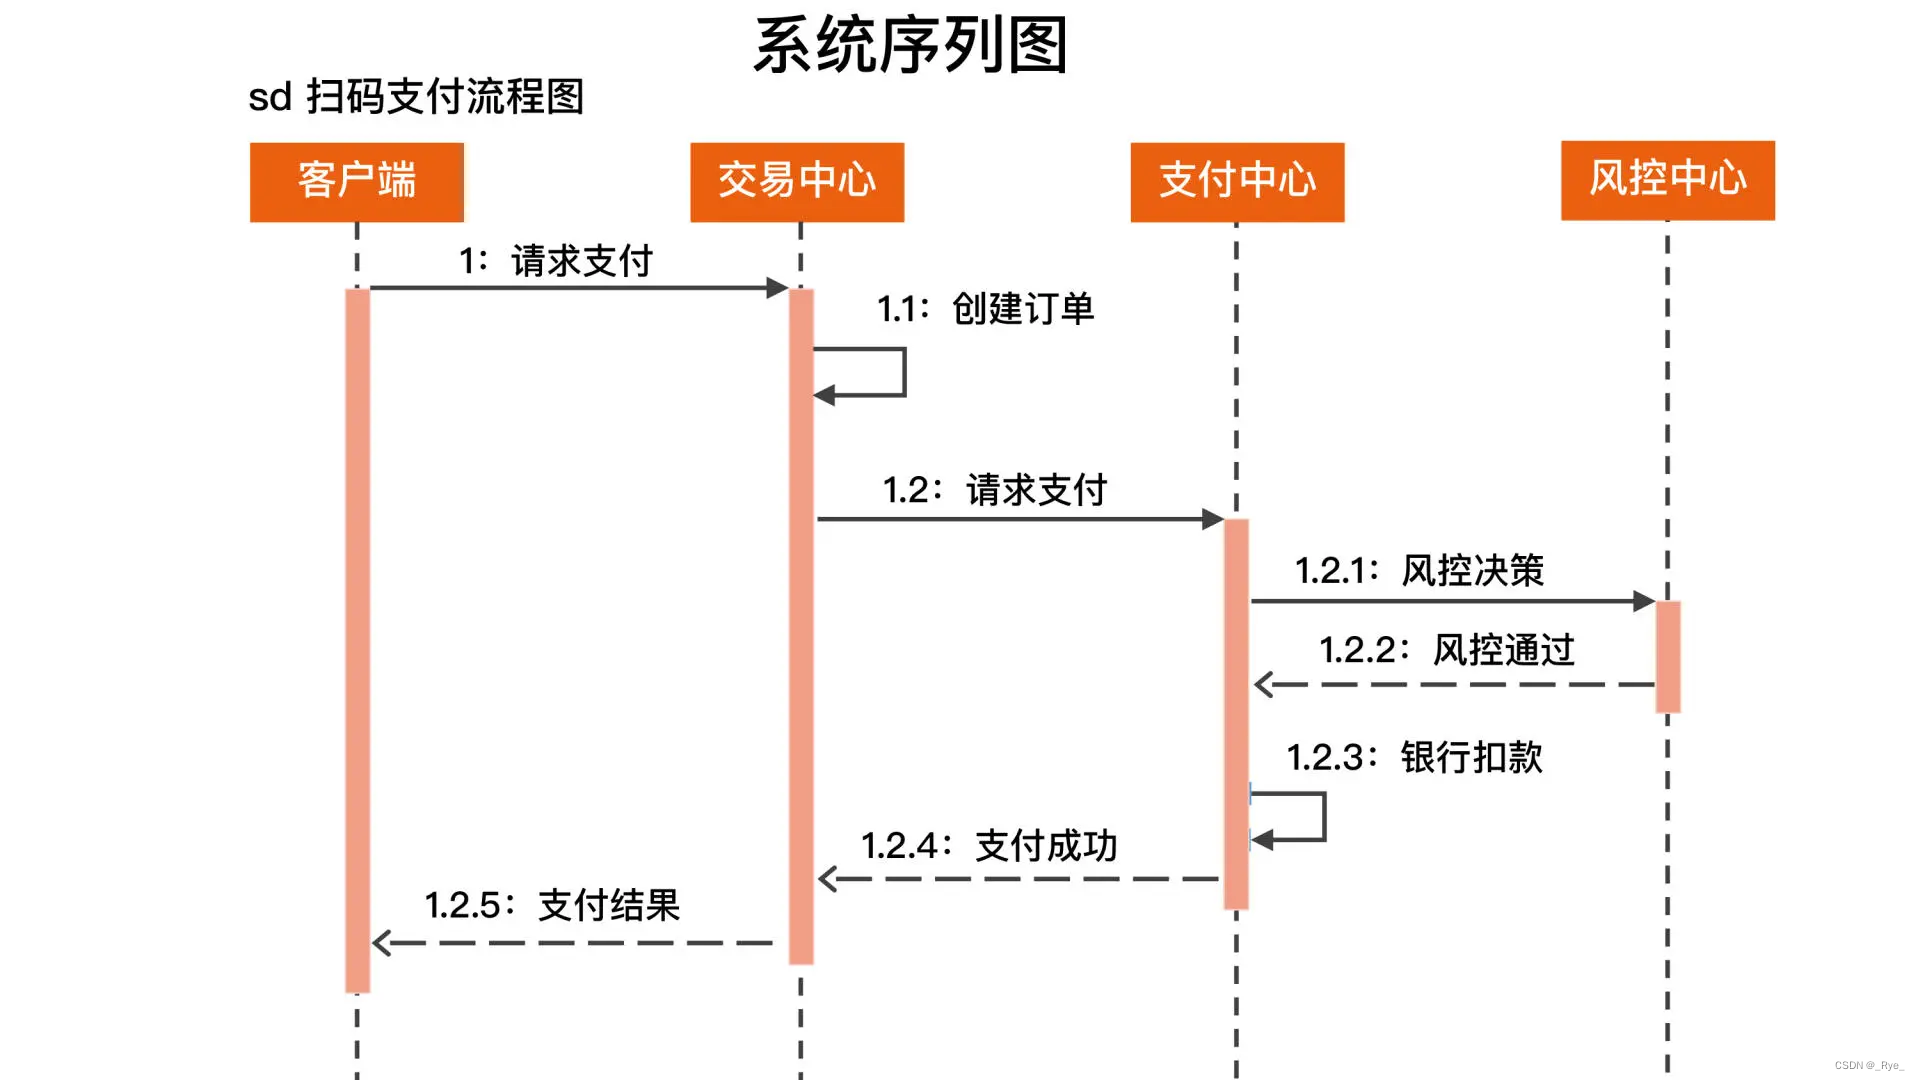 系统序列图
sd 扫码支付流程图
客户端
交易中心
支付中心
风控中心
1：请求支付
1.1：创建订单
1.2：请求支付
1.2.1：风控决策
1.2.2：风控通过
1.2.3：银行扣款
1.2.4：支付成功
1.2.5：支付结果
CSDN @_Rye_